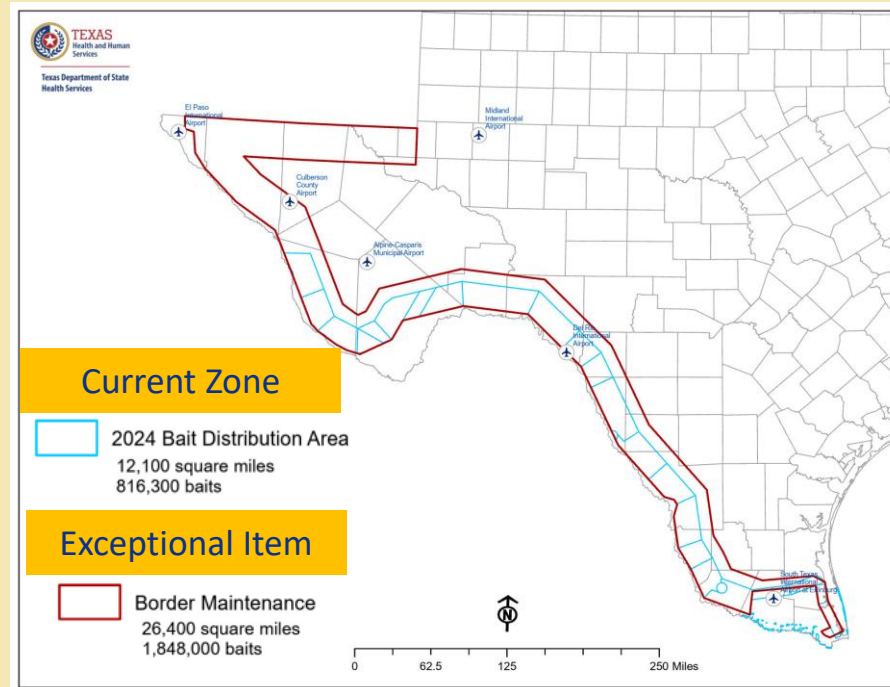 TEXAS
Health and Human
Services
Texas Department of State
Health Services
El Paso
International
Airport
Midland
International
Airport
Culberson
County
Airport
Alpine-Casparis
Municipal Airport
Del Rio
International
Airport
Current Zone
2024 Bait Distribution Area
12,100 square miles
816,300 baits
Exceptional Item
South Texas
International
Airport at Edinburg
Border Maintenance
26,400 square miles
1,848,000 baits
N
0 62.5 125 250 Miles